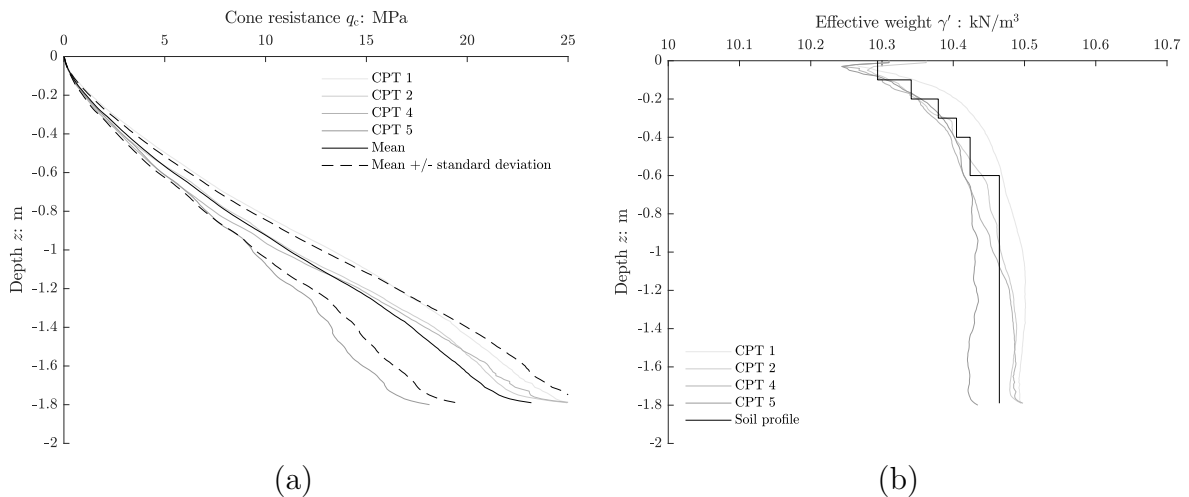 Cone resistance qc: MPa
0 5 10 15 20 25
0
-0.2
-0.4
-0.6
-0.8
-1
-1.2
-1.4
-1.6
-1.8
-2
Depth z: m
CPT 1
CPT 2
CPT 4
CPT 5
Mean
Mean +/- standard deviation
(a)
Effective weight γ′ : kN/m³
10 10.1 10.2 10.3 10.4 10.5 10.6 10.7
0
-0.2
-0.4
-0.6
-0.8
-1
-1.2
-1.4
-1.6
-1.8
-2
Depth z: m
CPT 1
CPT 2
CPT 4
CPT 5
Soil profile
(b)